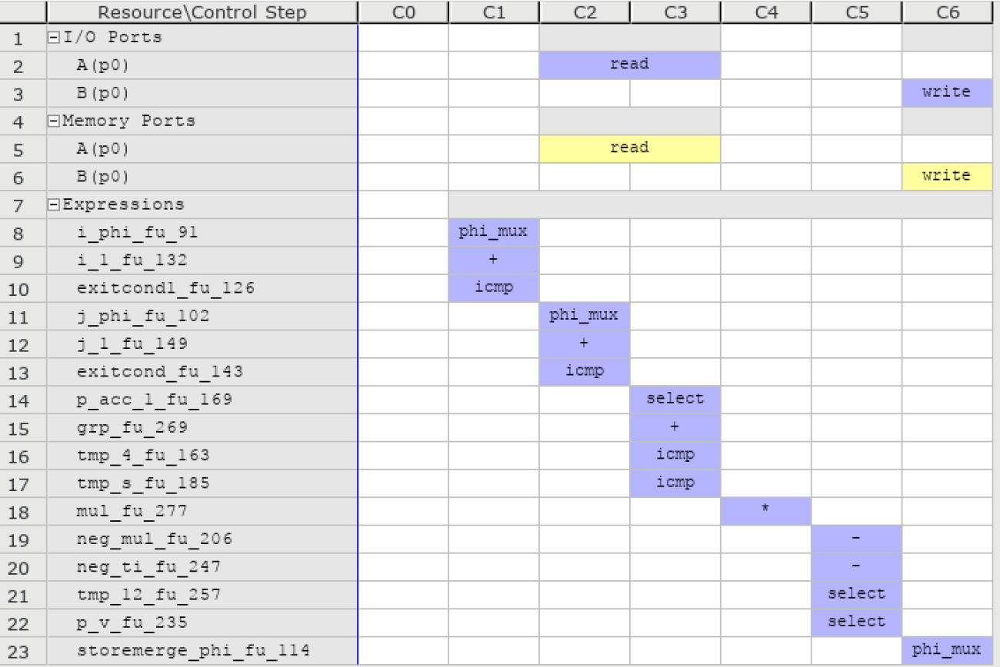 Resource\Control Step C0 C1 C2 C3 C4 C5 C6
1 I/O Ports
2 A(p0) read
3 B(p0) write
4 Memory Ports
5 A(p0) read
6 B(p0) write
7 Expressions
8 i_phi_fu_91 phi_mux
9 i_1_fu_132 +
10 exitcond1_fu_126 icmp
11 j_phi_fu_102 phi_mux
12 j_1_fu_149 +
13 exitcond_fu_143 icmp
14 p_acc_1_fu_169 select
15 grp_fu_269 +
16 tmp_4_fu_163 icmp
17 tmp_s_fu_185 icmp
18 mul_fu_277 *
19 neg_mul_fu_206 -
20 neg_ti_fu_247 -
21 tmp_12_fu_257 select
22 p_v_fu_235 select
23 storemerge_phi_fu_114 phi_mux